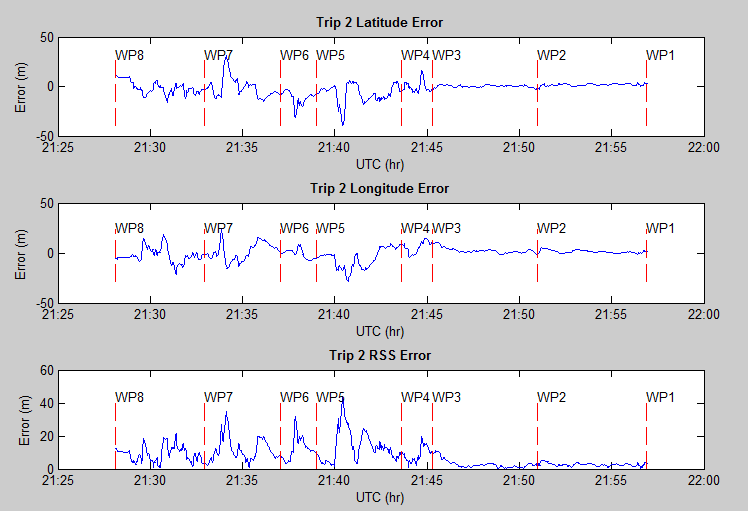 Trip 2 Latitude Error
50
WP8 WP7 WP6 WP5 WP4 WP3 WP2 WP1
Error (m)
0
-50
21:25 21:30 21:35 21:40 21:45 21:50 21:55 22:00
UTC (hr)
Trip 2 Longitude Error
50
WP8 WP7 WP6 WP5 WP4 WP3 WP2 WP1
Error (m)
0
-50
21:25 21:30 21:35 21:40 21:45 21:50 21:55 22:00
UTC (hr)
Trip 2 RSS Error
60
WP8 WP7 WP6 WP5 WP4 WP3 WP2 WP1
40
Error (m)
20
0
21:25 21:30 21:35 21:40 21:45 21:50 21:55 22:00
UTC (hr)